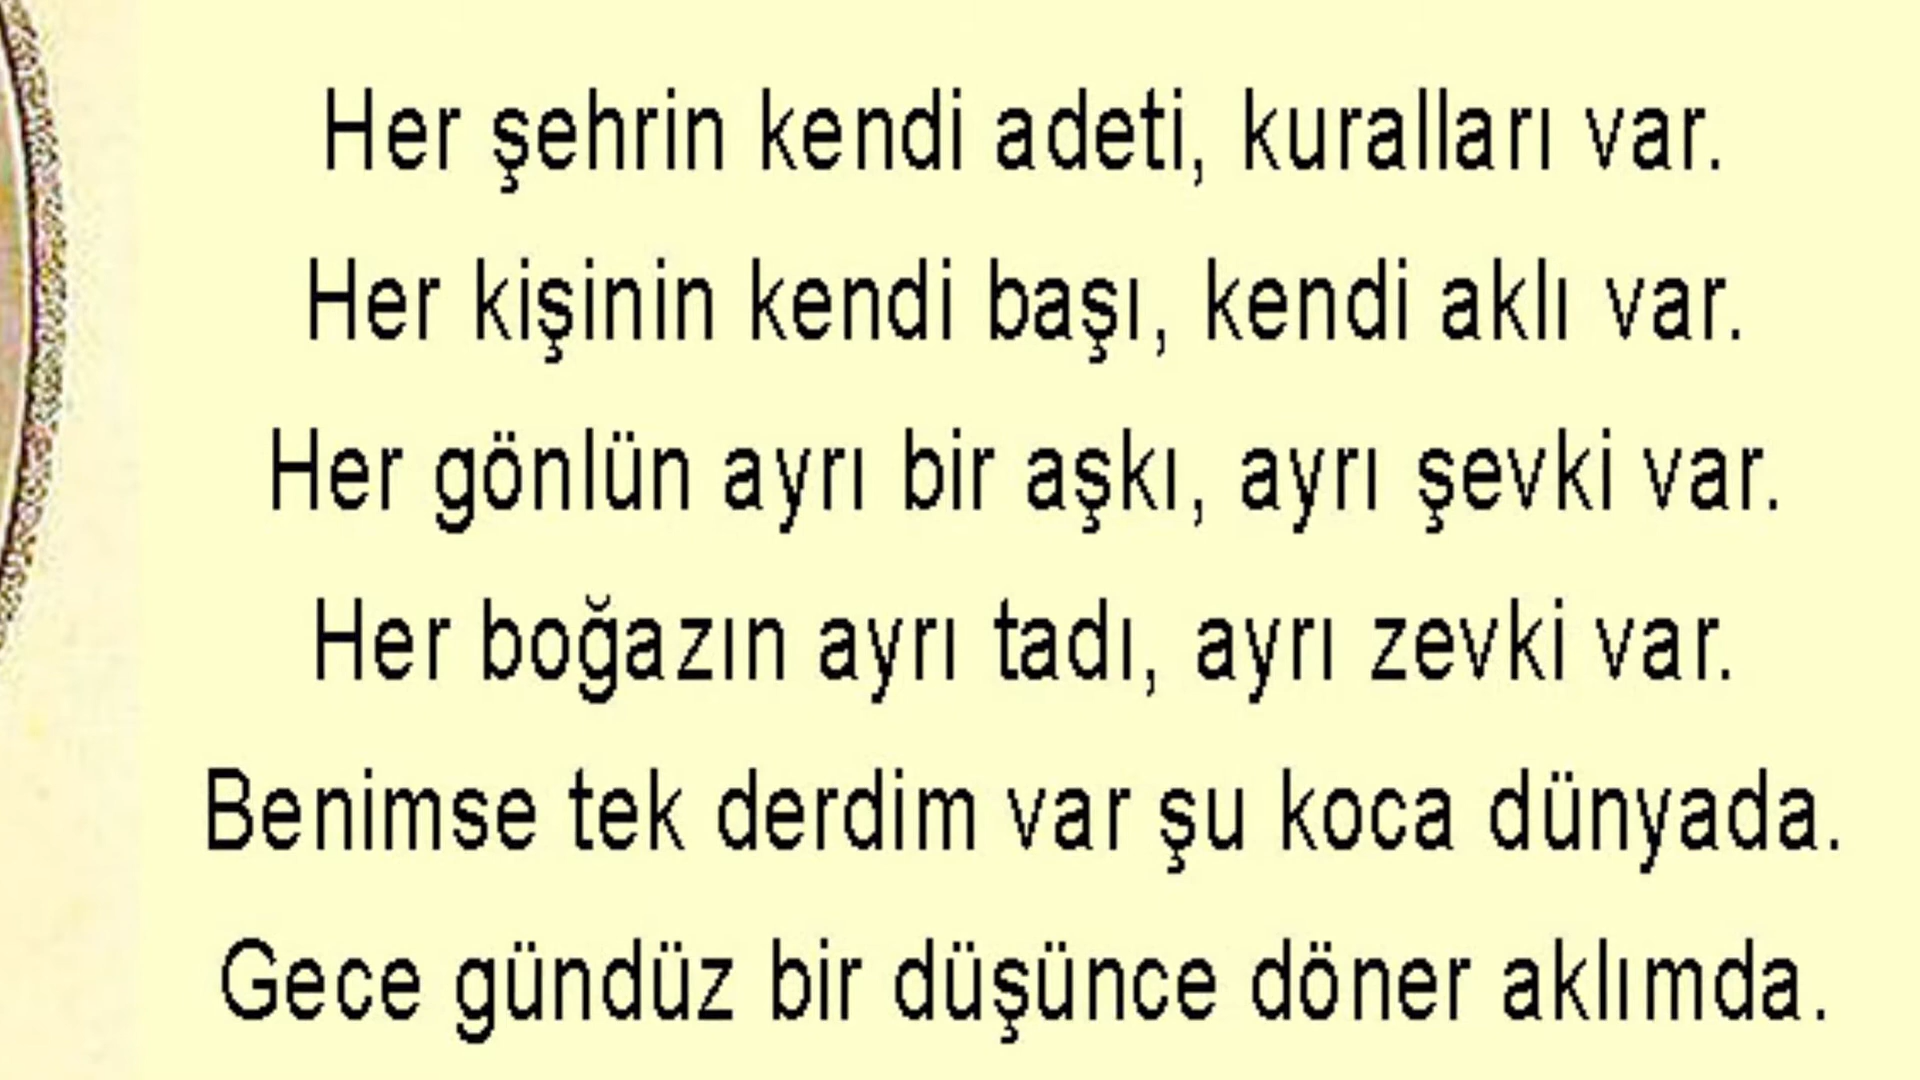 Her şehrin kendi adeti, kuralları var.
Her kişinin kendi başı, kendi aklı var.
Her gönlün ayrı bir aşkı, ayrı şevki var.
Her boğazın ayrı tadı, ayrı zevki var.
Benimse tek derdim var şu koca dünyada.
Gece gündüz bir düşünce döner aklımda.